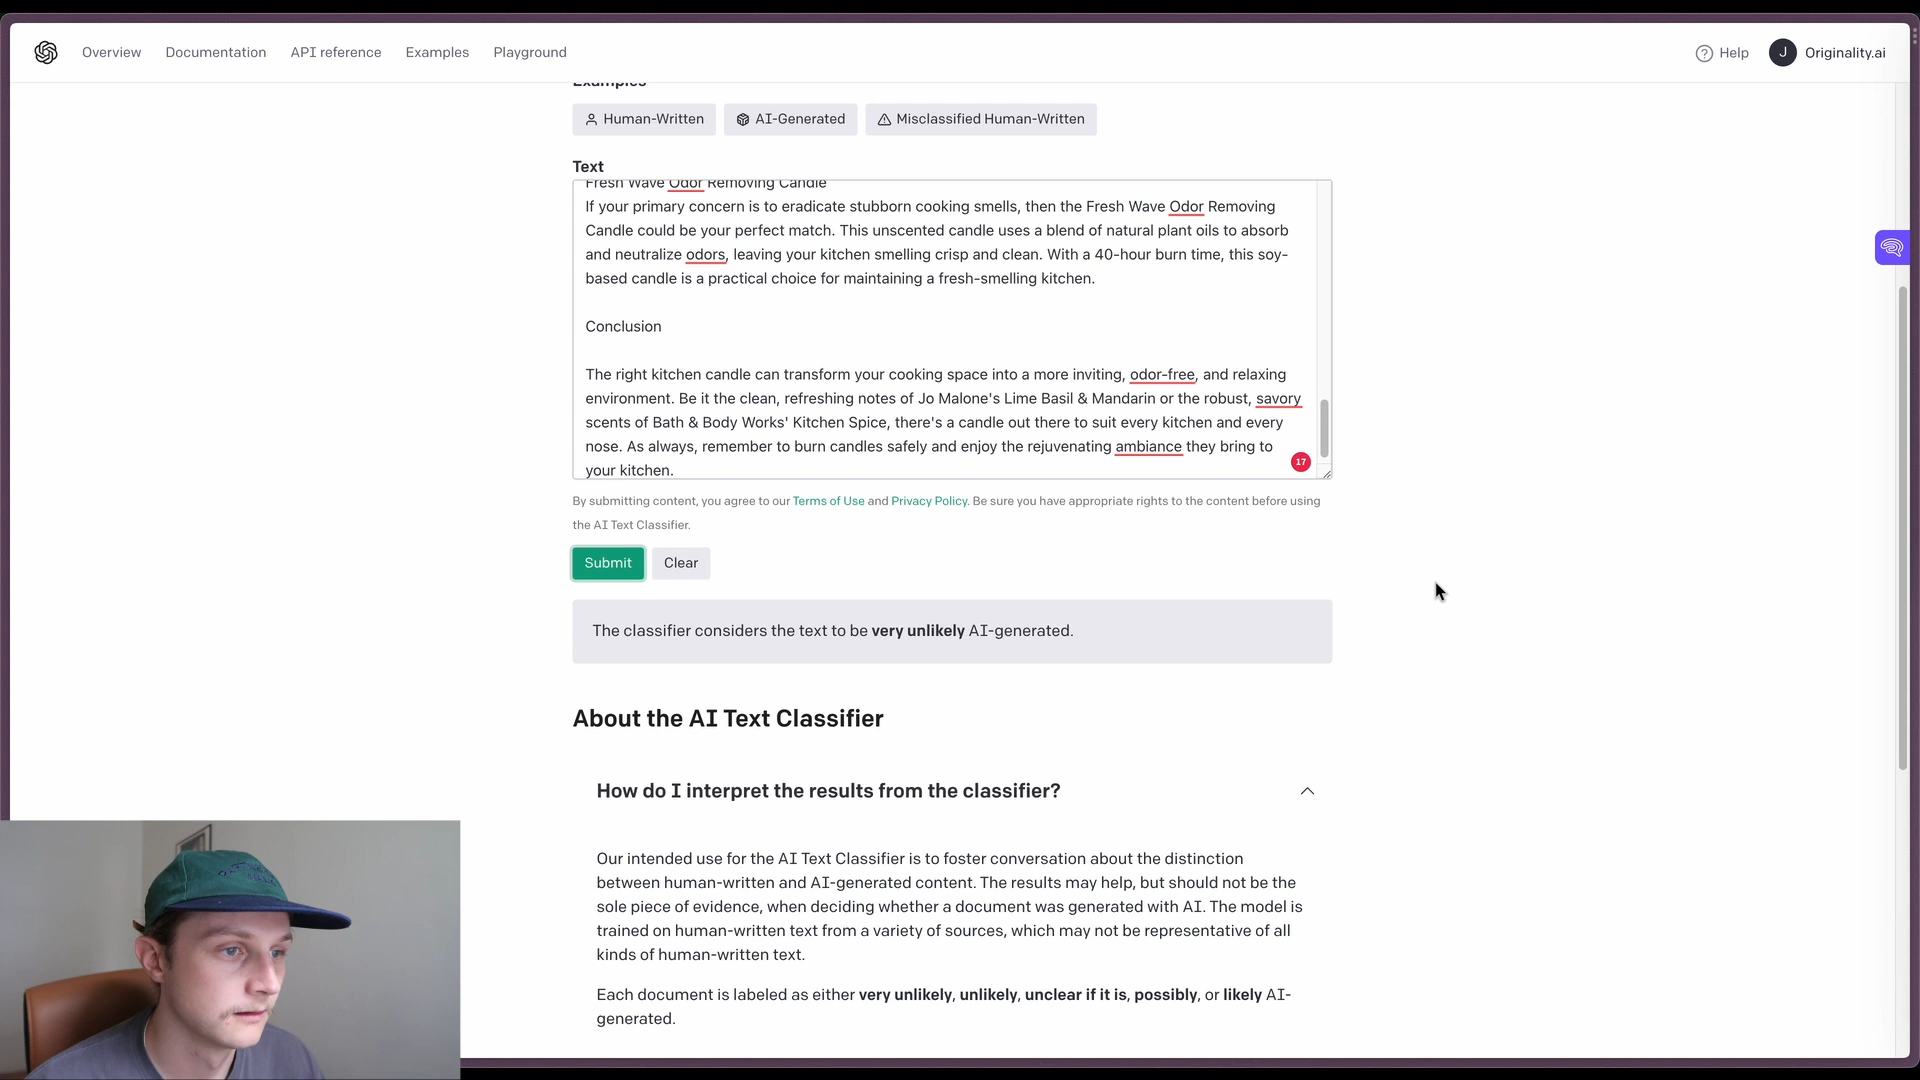 Overview Documentation API reference Examples Playground
Help J Originality.ai
Examples
Human-Written AI-Generated Misclassified Human-Written
Text
Fresh Wave Odor Removing Candle
If your primary concern is to eradicate stubborn cooking smells, then the Fresh Wave Odor Removing
Candle could be your perfect match. This unscented candle uses a blend of natural plant oils to absorb
and neutralize odors, leaving your kitchen smelling crisp and clean. With a 40-hour burn time, this soy-
based candle is a practical choice for maintaining a fresh-smelling kitchen.
Conclusion
The right kitchen candle can transform your cooking space into a more inviting, odor-free, and relaxing
environment. Be it the clean, refreshing notes of Jo Malone's Lime Basil & Mandarin or the robust, savory
scents of Bath & Body Works' Kitchen Spice, there's a candle out there to suit every kitchen and every
nose. As always, remember to burn candles safely and enjoy the rejuvenating ambiance they bring to
your kitchen.
17
By submitting content, you agree to our Terms of Use and Privacy Policy. Be sure you have appropriate rights to the content before using
the AI Text Classifier.
Submit Clear
The classifier considers the text to be very unlikely AI-generated.
About the AI Text Classifier
How do I interpret the results from the classifier?
Our intended use for the AI Text Classifier is to foster conversation about the distinction
between human-written and AI-generated content. The results may help, but should not be the
sole piece of evidence, when deciding whether a document was generated with AI. The model is
trained on human-written text from a variety of sources, which may not be representative of all
kinds of human-written text.
Each document is labeled as either very unlikely, unlikely, unclear if it is, possibly, or likely AI-
generated.